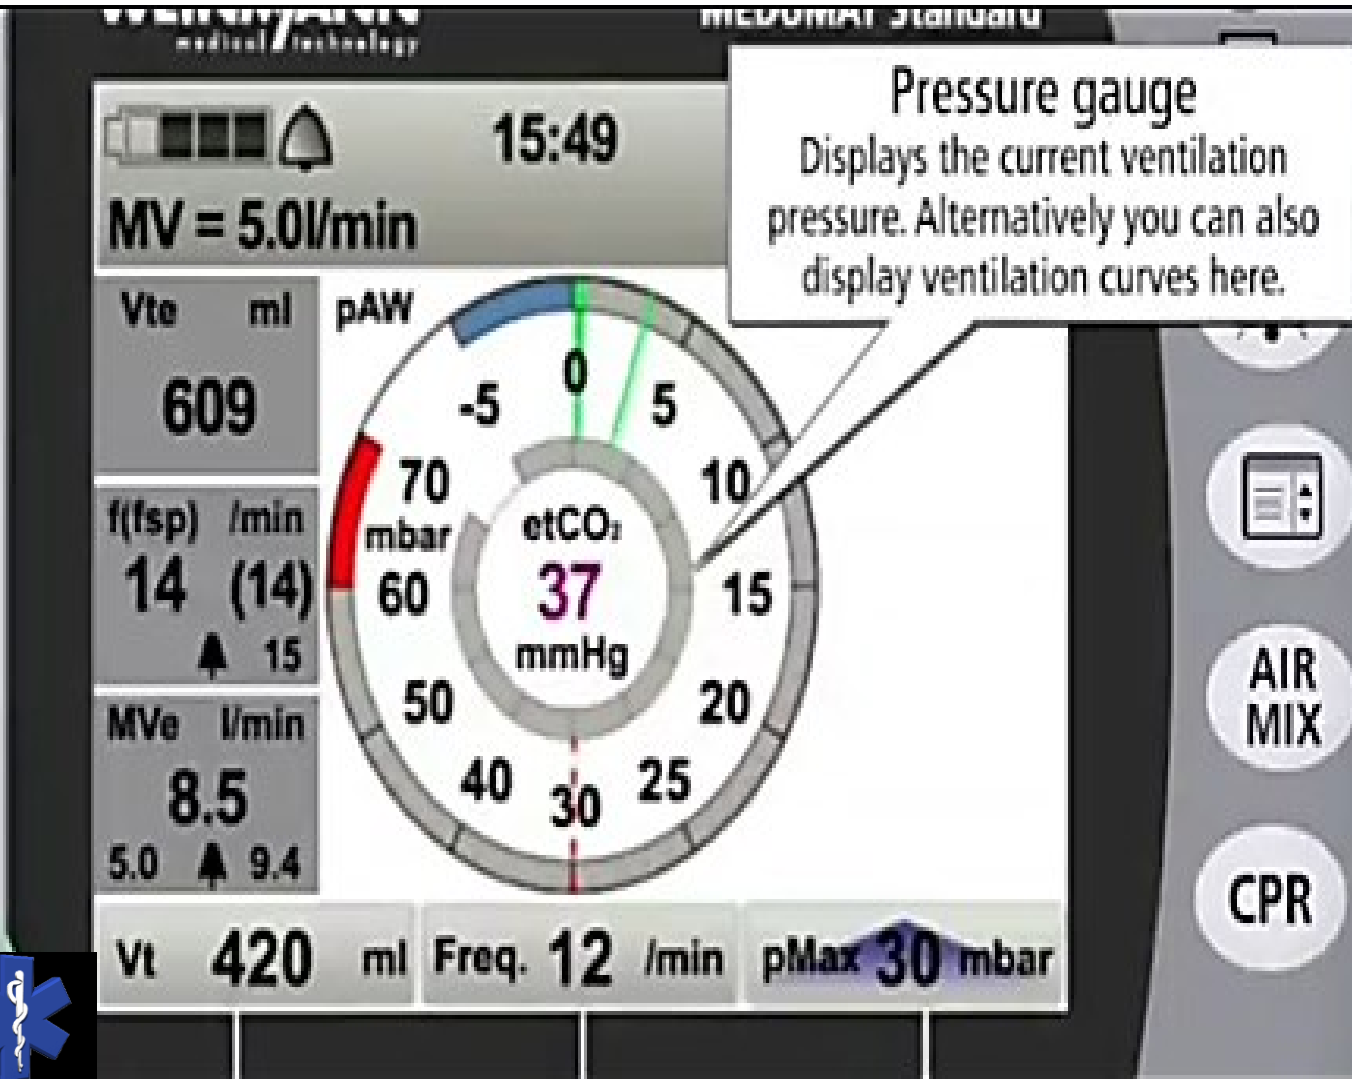 WEINMANN
medical technology
MEDUMAT Standard
Pressure gauge
Displays the current ventilation
pressure. Alternatively you can also
display ventilation curves here.
15:49
MV = 5.0l/min
Vte ml
609
f(fsp) /min
14 (14)
15
MVe l/min
8.5
5.0 9.4
pAW
0
-5 5
70 10
mbar
60 15
50 20
40 25
30
etCO₂
37
mmHg
AIR
MIX
CPR
Vt 420 ml
Freq. 12 /min
pMax 30 mbar